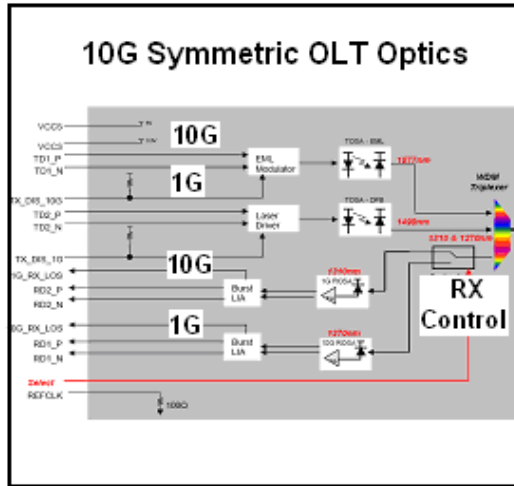 10G Symmetric OLT Optics
VCC5
VCC3
10G
TD1_P
TD1_N
EML
Modulator
TOSA - EML
1577nm
WDM
Triplexer
1G
TX_DIS_10G
TD2_P
TD2_N
Laser
Driver
TOSA - DFB
1490nm
TX_DIS_1G
10G
1G_RX_LOS
RD2_P
RD2_N
Burst
LIA
1310nm
1G ROSA
RX
Control
1G
0G_RX_LOS
RD1_P
RD1_N
Burst
LIA
1270nm
10G ROSA
Select
REFCLK
100Ω